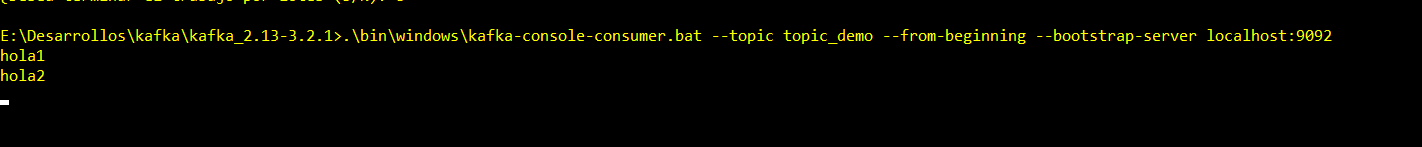 E:\Desarrollos\kafka\kafka_2.13-3.2.1>.\bin\windows\kafka-console-consumer.bat --topic topic_demo --from-beginning --bootstrap-server localhost:9092
hola1
hola2